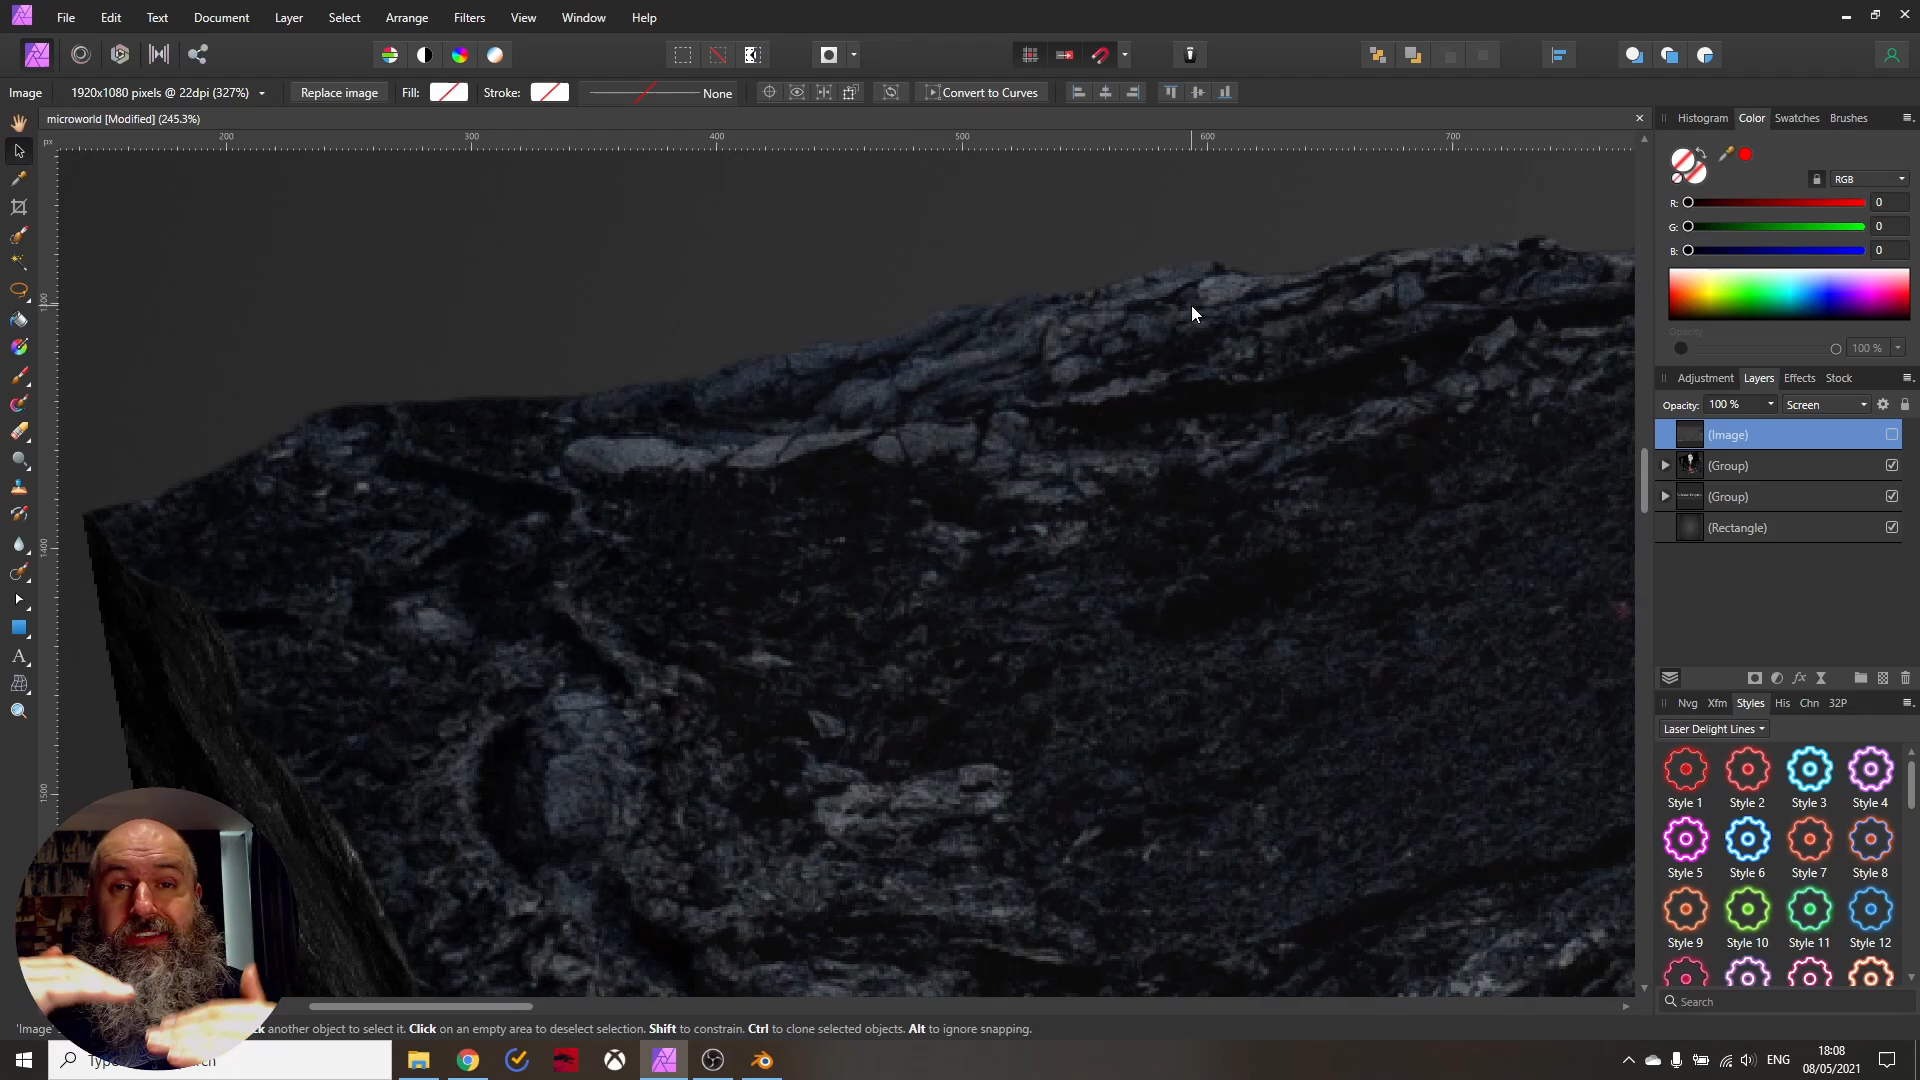 File Edit Text Document Layer Select Arrange Filters View Window Help
Image 1920x1080 pixels @ 22dpi (327%) Replace image Fill: Stroke: None Convert to Curves
microworld [Modified] (245.3%)
px 200 300 400 500 600 700
1300
1400
1500
Histogram Color Swatches Brushes
RGB
R: 0
G: 0
B: 0
Opacity
100 %
Adjustment Layers Effects Stock
Opacity: 100 % Screen
(Image)
(Group)
(Group)
(Rectangle)
Nvg Xfm Styles His Chn 32P
Laser Delight Lines
Style 1 Style 2 Style 3 Style 4
Style 5 Style 6 Style 7 Style 8
Style 9 Style 10 Style 11 Style 12
Search
'Image' another object to select it. Click on an empty area to deselect selection. Shift to constrain. Ctrl to clone selected objects. Alt to ignore snapping.
ENG
18:08
08/05/2021